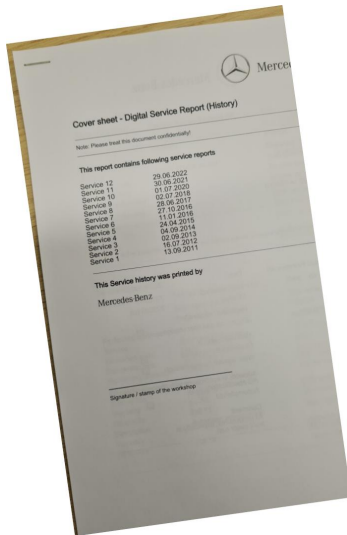 Merced
Cover sheet - Digital Service Report (History)
Note: Please treat this document confidentially!
This report contains following service reports
Service 12 29.06.2022
Service 11 30.06.2021
Service 10 01.07.2020
Service 9 02.07.2018
Service 8 28.06.2017
Service 7 27.10.2016
Service 6 11.01.2016
Service 5 24.04.2015
Service 4 04.09.2014
Service 3 02.09.2013
Service 2 16.07.2012
Service 1 13.09.2011
This Service history was printed by
Mercedes Benz
Signature / stamp of the workshop